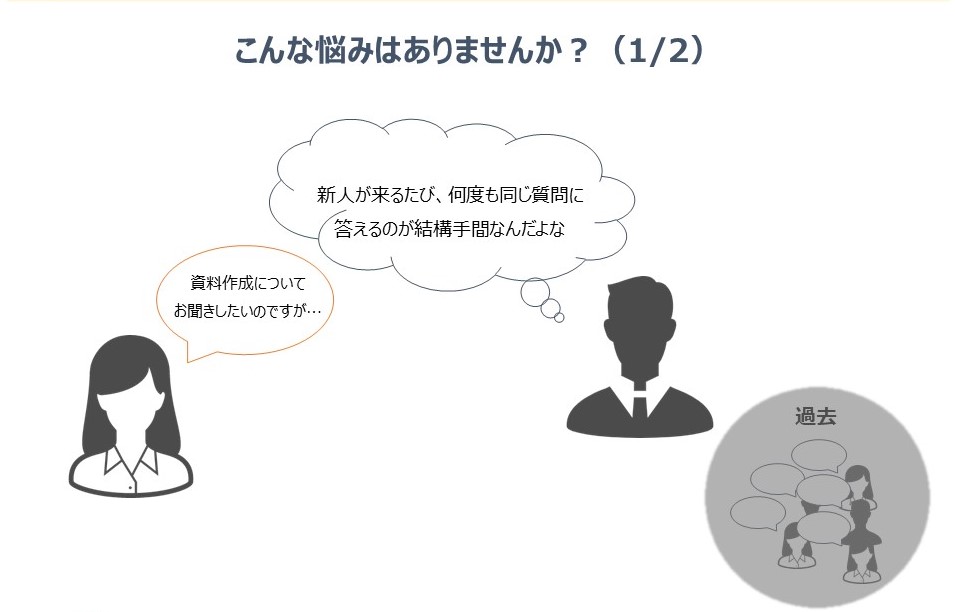 こんな悩みはありませんか？（1/2）
新人が来るたび、何度も同じ質問に
答えるのが結構手間なんだよな
資料作成について
お聞きしたいのですが…
過去